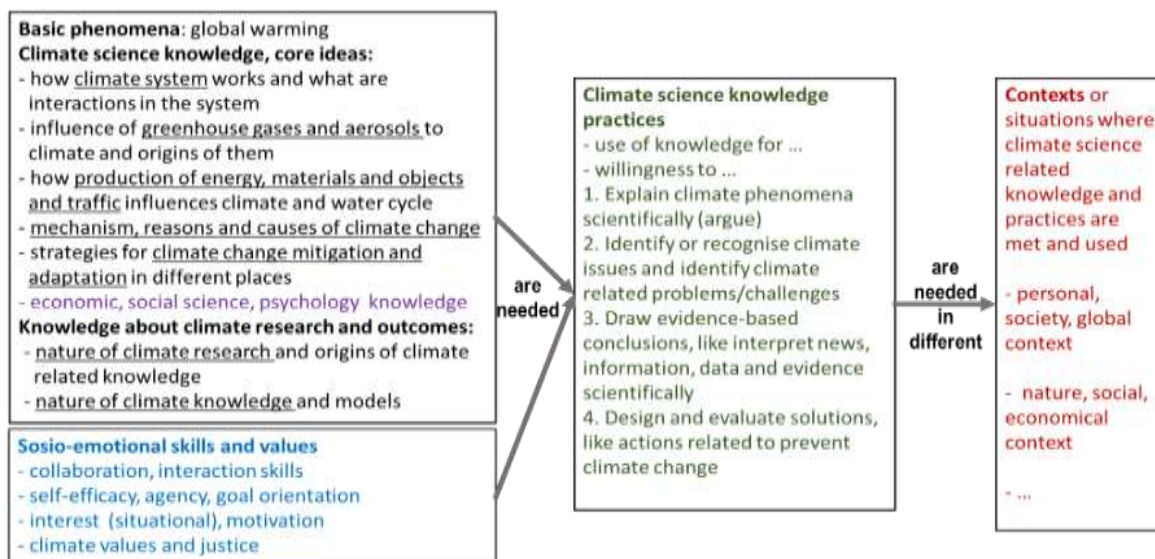 Basic phenomena: global warming
Climate science knowledge, core ideas:
- how climate system works and what are
interactions in the system
- influence of greenhouse gases and aerosols to
climate and origins of them
- how production of energy, materials and objects
and traffic influences climate and water cycle
- mechanism, reasons and causes of climate change
- strategies for climate change mitigation and
adaptation in different places
- economic, social science, psychology knowledge
Knowledge about climate research and outcomes:
- nature of climate research and origins of climate
related knowledge
- nature of climate knowledge and models
Sosio-emotional skills and values
- collaboration, interaction skills
- self-efficacy, agency, goal orientation
- interest (situational), motivation
- climate values and justice
are
needed
Climate science knowledge
practices
- use of knowledge for ...
- willingness to ...
1. Explain climate phenomena
scientifically (argue)
2. Identify or recognise climate
issues and identify climate
related problems/challenges
3. Draw evidence-based
conclusions, like interpret news,
information, data and evidence
scientifically
4. Design and evaluate solutions,
like actions related to prevent
climate change
are
needed
in
different
Contexts or
situations where
climate science
related
knowledge and
practices are
met and used
- personal,
society, global
context
- nature, social,
economical
context
- ...